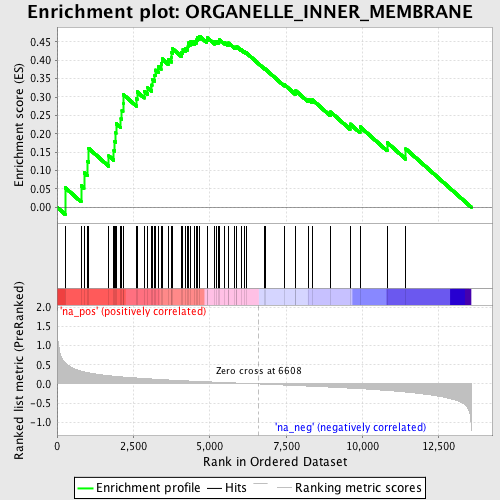 Enrichment plot: ORGANELLE_INNER_MEMBRANE
Enrichment score (ES)
0.45
0.40
0.35
0.30
0.25
0.20
0.15
0.10
0.05
0.00
'na_pos' (positively correlated)
Ranked list metric (PreRanked)
2.0
1.5
1.0
0.5
0.0
-0.5
-1.0
Zero cross at 6608
'na_neg' (negatively correlated)
0
2,500
5,000
7,500
10,000
12,500
Rank in Ordered Dataset
Enrichment profile
Hits
Ranking metric scores